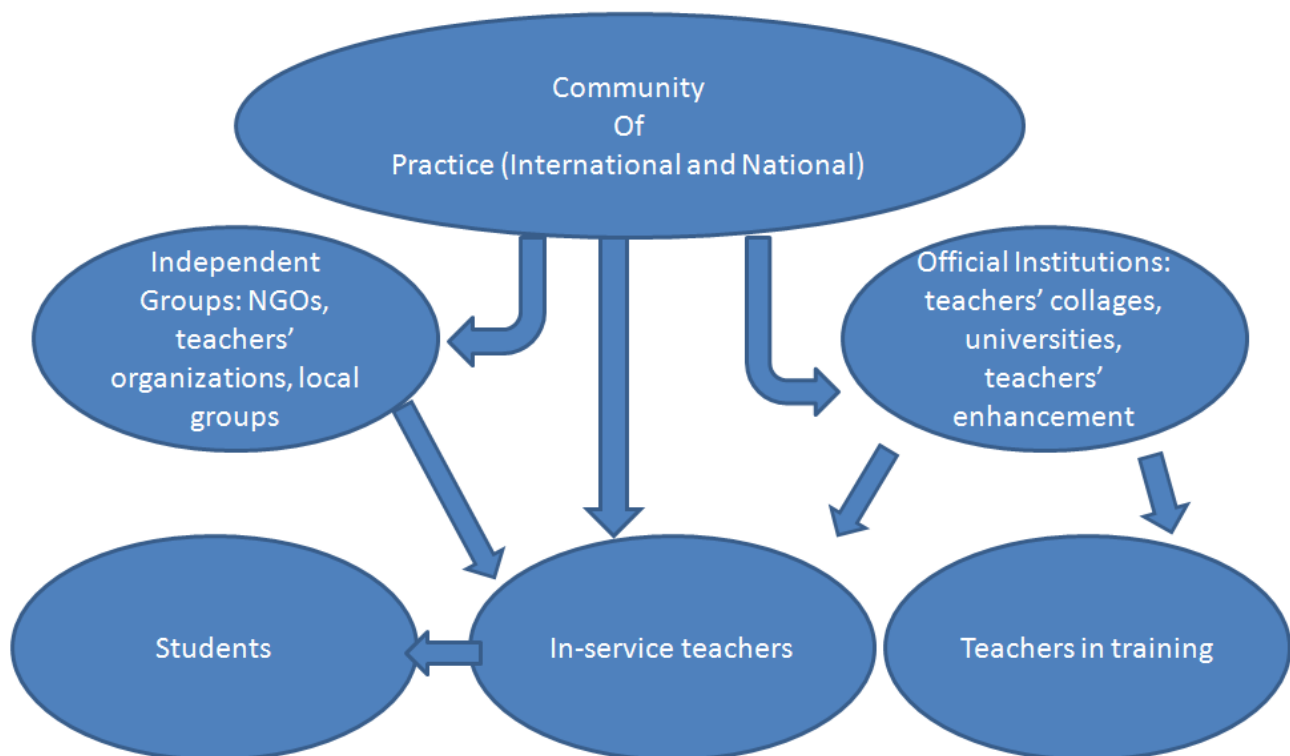 Community
Of
Practice (International and National)
Independent
Groups: NGOs,
teachers’
organizations, local
groups
Official Institutions:
teachers’ collages,
universities,
teachers’
enhancement
Students
In-service teachers
Teachers in training